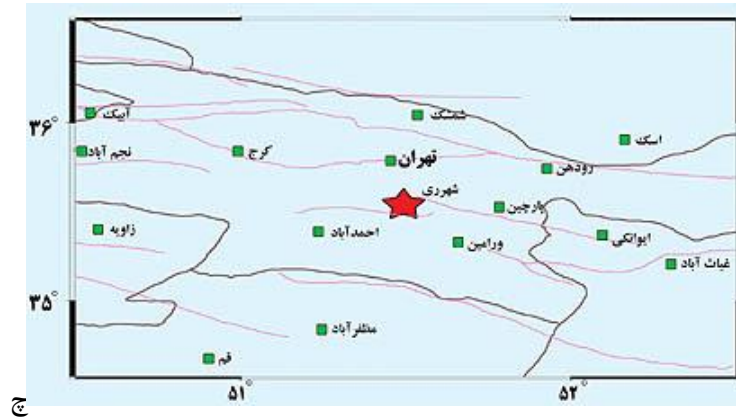 آبیک
شمشک
۳۶°
اسک
نجم آباد
کرج
تهران
رودهن
شهرری
پارچین
زاویه
احمدآباد
ورامین
ایوانکی
غیاث آباد
۳۵°
مظفرآباد
قم
۵۱°
۵۲°
چ